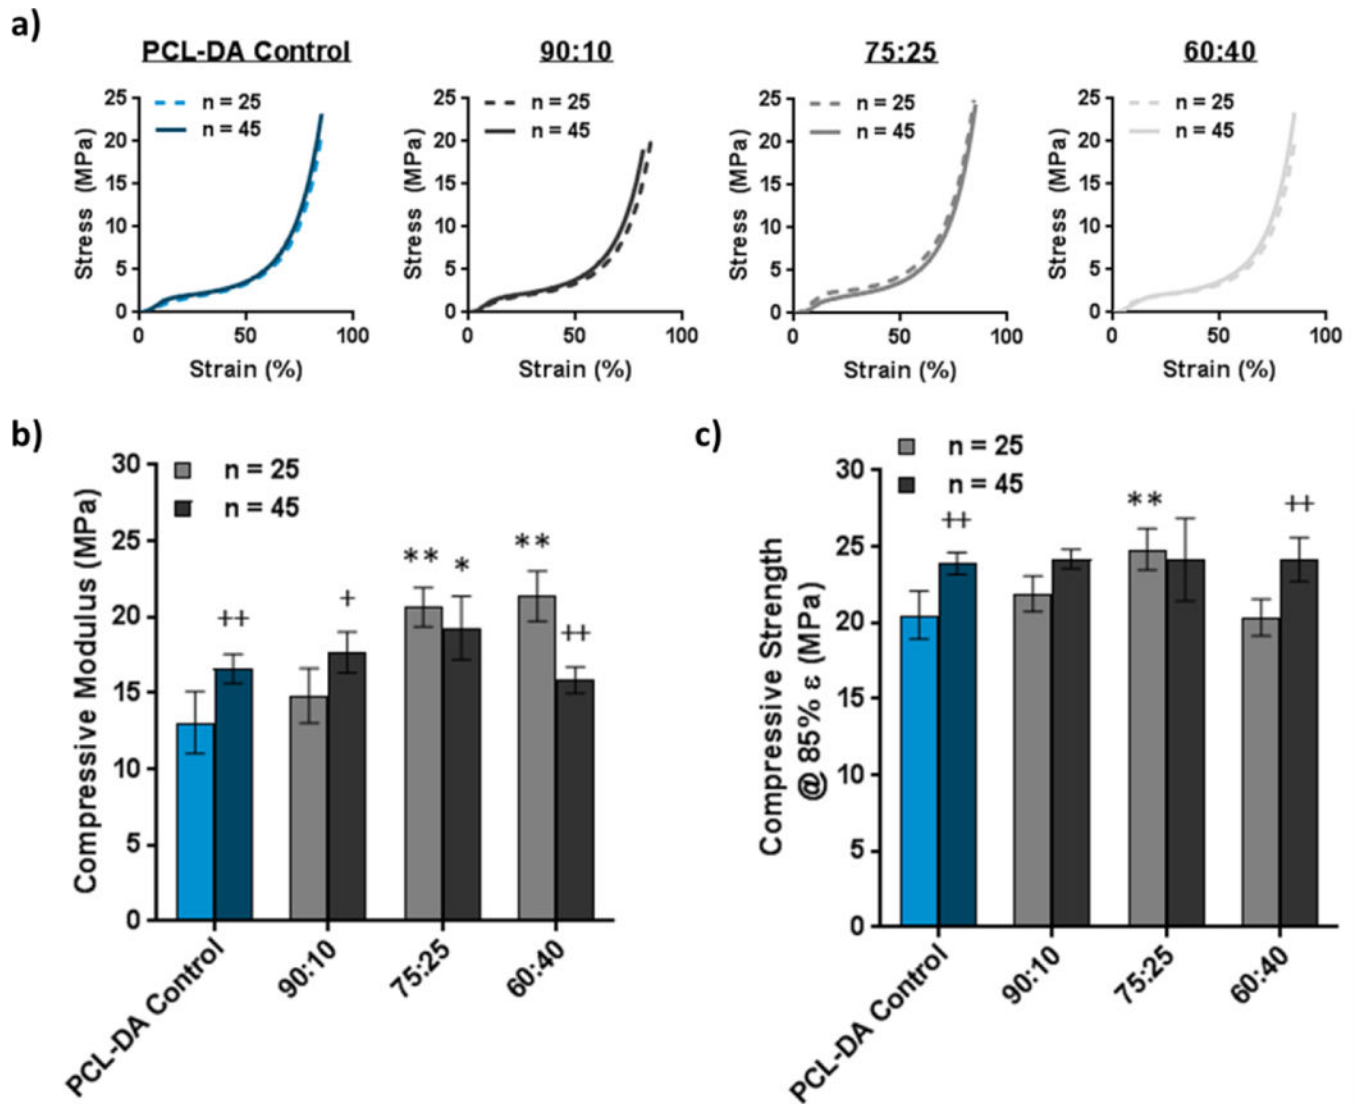 a)
PCL-DA Control
90:10
75:25
60:40
n = 25
n = 45
25
20
15
10
5
0
Stress (MPa)
0
50
100
Strain (%)
n = 25
n = 45
25
20
15
10
5
0
Stress (MPa)
0
50
100
Strain (%)
n = 25
n = 45
25
20
15
10
5
0
Stress (MPa)
0
50
100
Strain (%)
n = 25
n = 45
25
20
15
10
5
0
Stress (MPa)
0
50
100
Strain (%)
b)
n = 25
n = 45
30
25
20
15
10
5
0
Compressive Modulus (MPa)
++
+
**
*
**
++
PCL-DA Control
90:10
75:25
60:40
c)
n = 25
n = 45
30
25
20
15
10
5
0
Compressive Strength
@ 85% ε (MPa)
++
**
++
PCL-DA Control
90:10
75:25
60:40